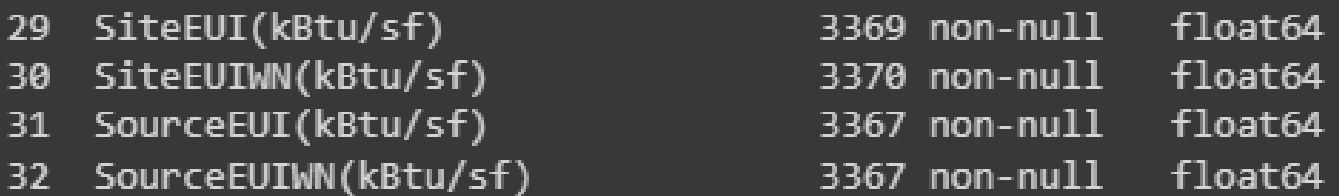 29  SiteEUI(kBtu/sf)                 3369 non-null   float64
30  SiteEUIWN(kBtu/sf)               3370 non-null   float64
31  SourceEUI(kBtu/sf)               3367 non-null   float64
32  SourceEUIWN(kBtu/sf)             3367 non-null   float64